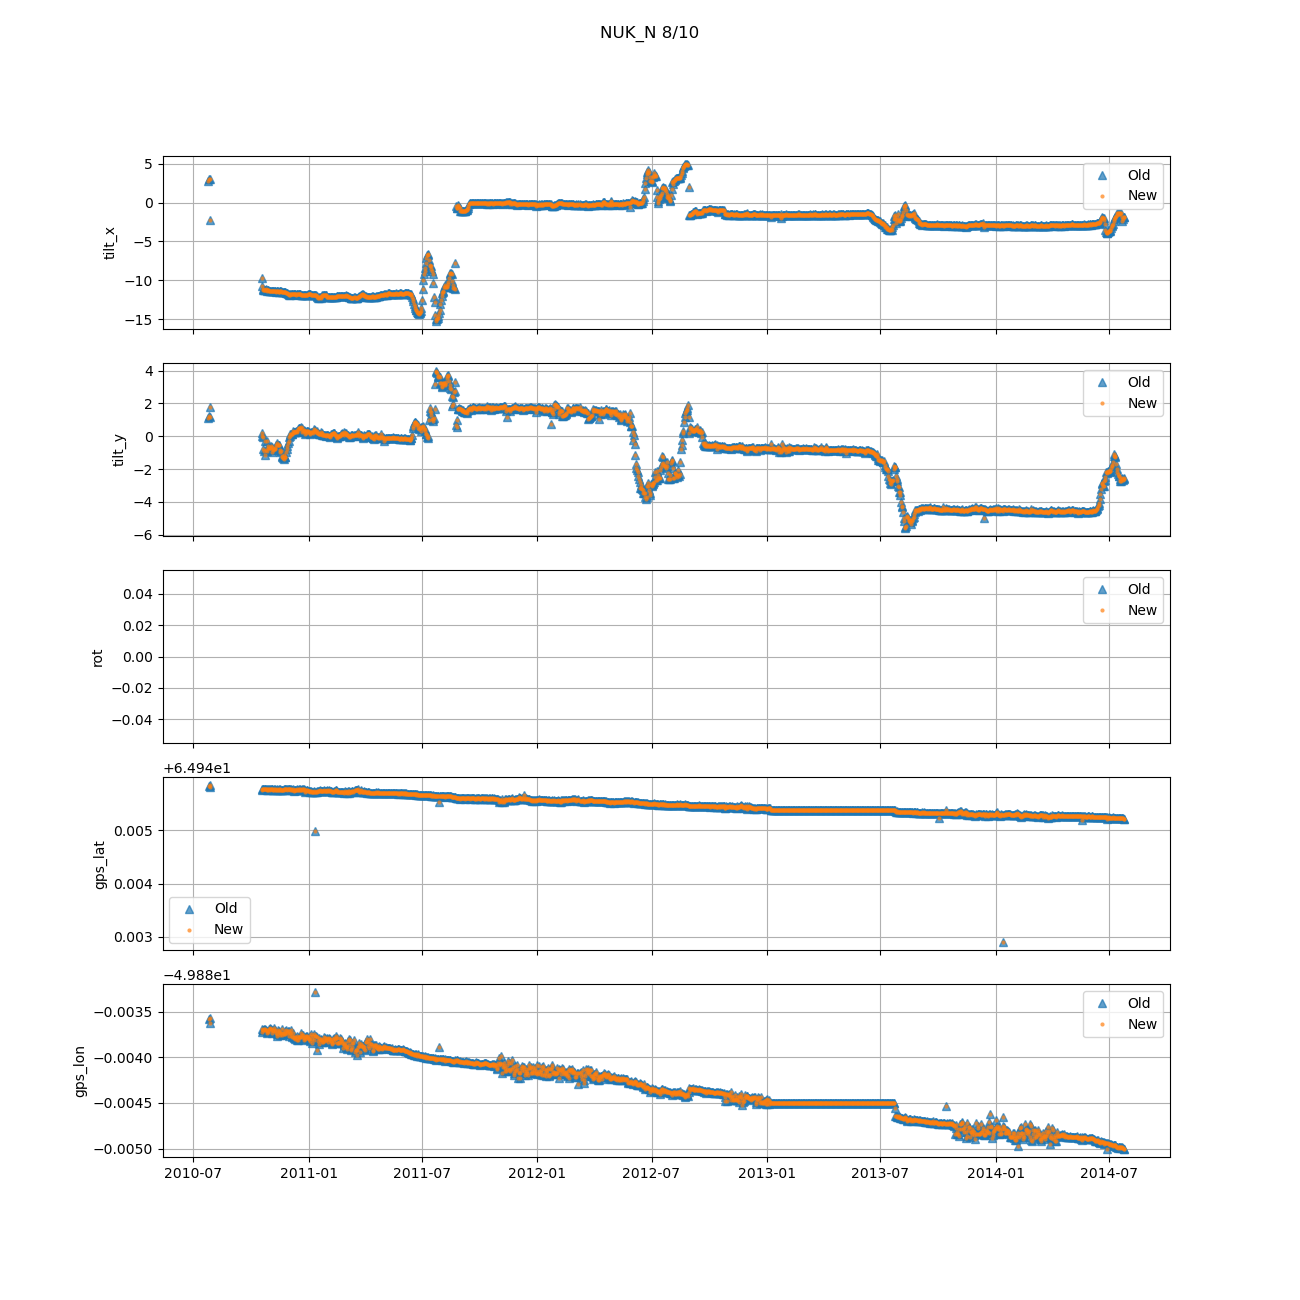 NUK_N 8/10
5
0
−5
−10
−15
tilt_x
Old
New
4
2
0
−2
−4
−6
tilt_y
Old
New
0.04
0.02
0.00
−0.02
−0.04
rot
Old
New
+6.494e1
0.005
0.004
0.003
gps_lat
Old
New
−4.988e1
−0.0035
−0.0040
−0.0045
−0.0050
gps_lon
Old
New
2010-07 2011-01 2011-07 2012-01 2012-07 2013-01 2013-07 2014-01 2014-07